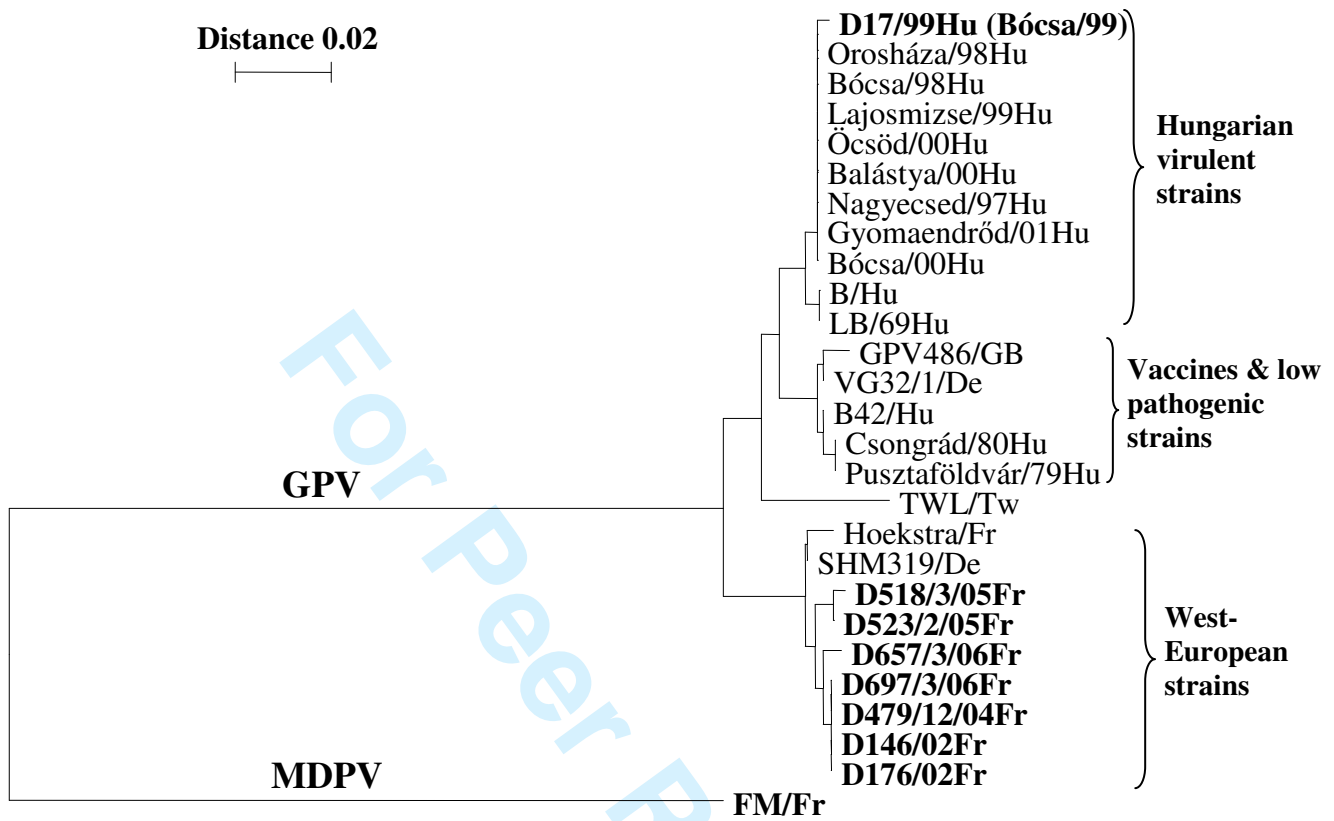 Distance 0.02
D17/99Hu (Bócsa/99)
Orosháza/98Hu
Bócsa/98Hu
Lajosmizse/99Hu
Öcsöd/00Hu
Balástya/00Hu
Nagyecsed/97Hu
Gyomaendrőd/01Hu
Bócsa/00Hu
B/Hu
LB/69Hu
Hungarian
virulent
strains
GPV486/GB
VG32/1/De
B42/Hu
Csongrád/80Hu
Pusztaföldvár/79Hu
Vaccines & low
pathogenic
strains
TWL/Tw
GPV
Hoekstra/Fr
SHM319/De
D518/3/05Fr
D523/2/05Fr
D657/3/06Fr
D697/3/06Fr
D479/12/04Fr
D146/02Fr
D176/02Fr
West-
European
strains
MDPV
FM/Fr
For Peer R